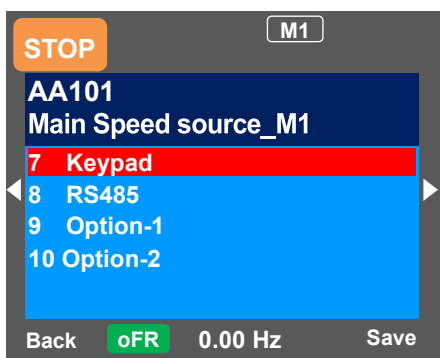 M1
STOP
AA101
Main Speed source_M1
7 Keypad
8 RS485
9 Option-1
10 Option-2
Back oFR 0.00 Hz Save